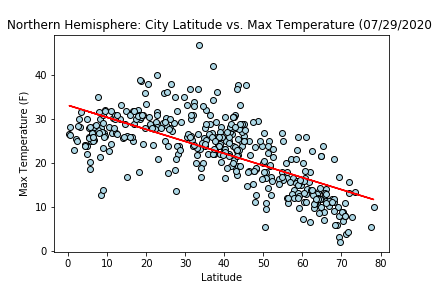 Northern Hemisphere: City Latitude vs. Max Temperature (07/29/2020
Max Temperature (F)
40
30
20
10
0
0 10 20 30 40 50 60 70 80
Latitude